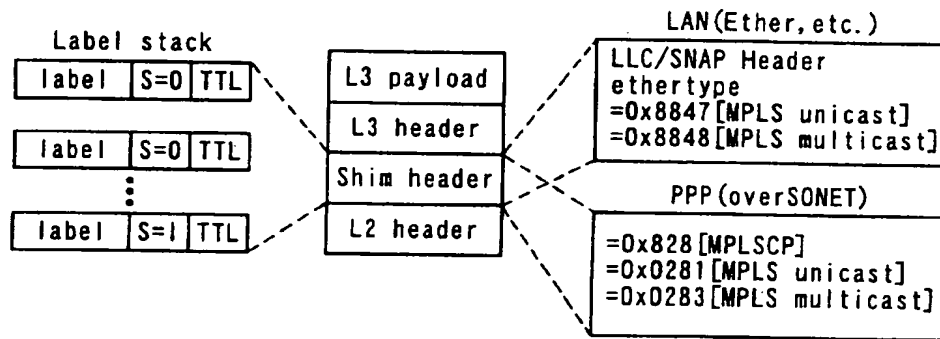 Label stack
label S=0 TTL
label S=0 TTL
label S=1 TTL
L3 payload
L3 header
Shim header
L2 header
LAN(Ether,etc.)
LLC/SNAP Header
ethertype
=0x8847[MPLS unicast]
=0x8848[MPLS multicast]
PPP(overSONET)
=0x828[MPLSCP]
=0x0281[MPLS unicast]
=0x0283[MPLS multicast]